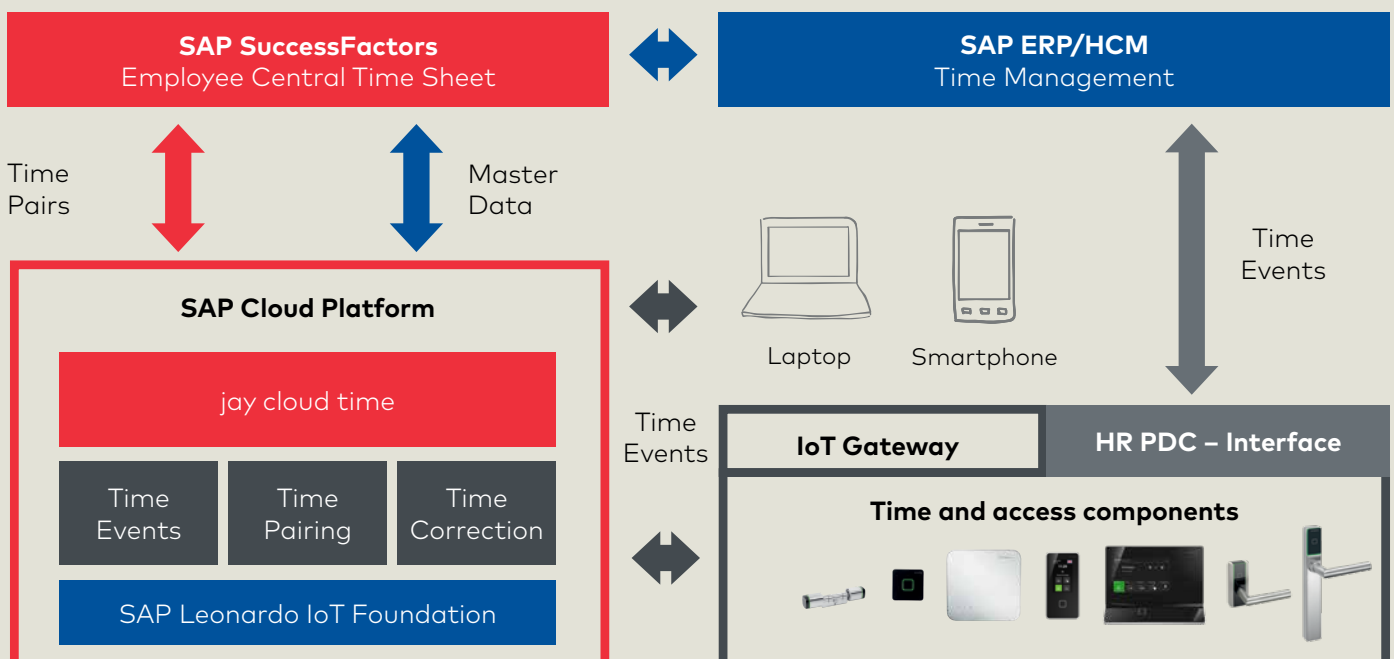 SAP SuccessFactors
Employee Central Time Sheet
SAP ERP/HCM
Time Management
Time
Pairs
Master
Data
Time
Events
SAP Cloud Platform
Laptop
Smartphone
jay cloud time
Time
Events
IoT Gateway
HR PDC – Interface
Time
Events
Time
Pairing
Time
Correction
Time and access components
SAP Leonardo IoT Foundation